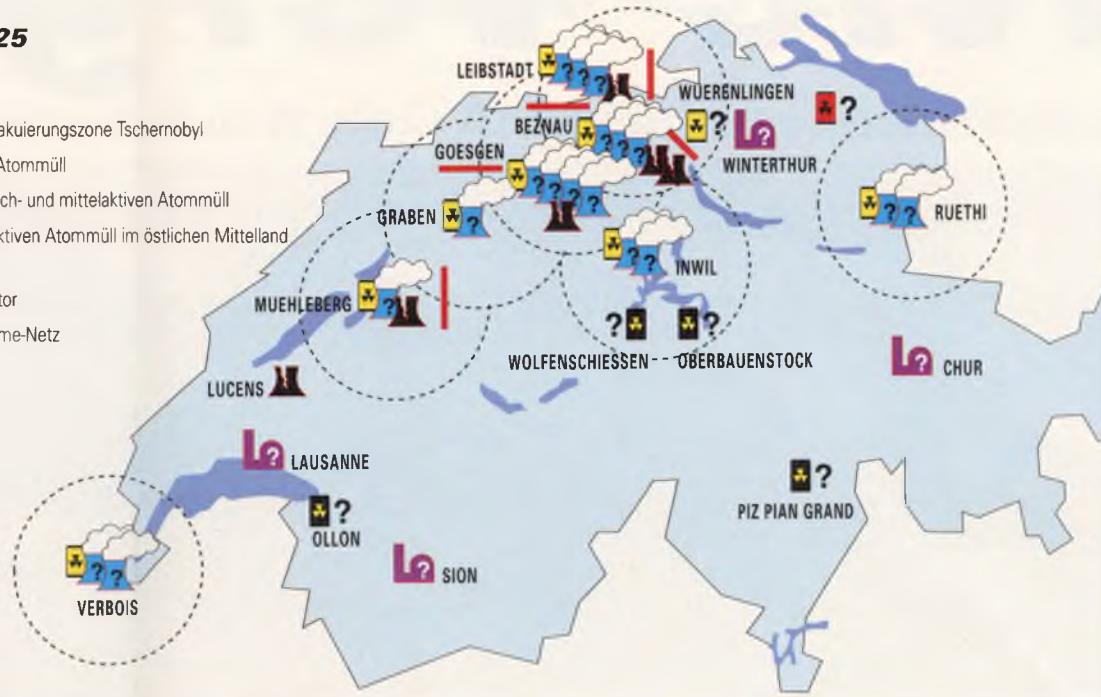 25
akuierungszone Tschernobyl
Atommüll
ch- und mittelaktiven Atommüll
ktiven Atommüll im östlichen Mittelland
tor
me-Netz
LEIBSTADT
WUERENLINGEN
?
?
BEZNAU
WINTERTHUR
GOESGEN
GRABEN
RUETHI
INWIL
MUEHLEBERG
?
?
WOLFENSCHIESSEN
OBERBAUENSTOCK
CHUR
LUCENS
LAUSANNE
?
?
OLLON
PIZ PIAN GRAND
SION
VERBOIS